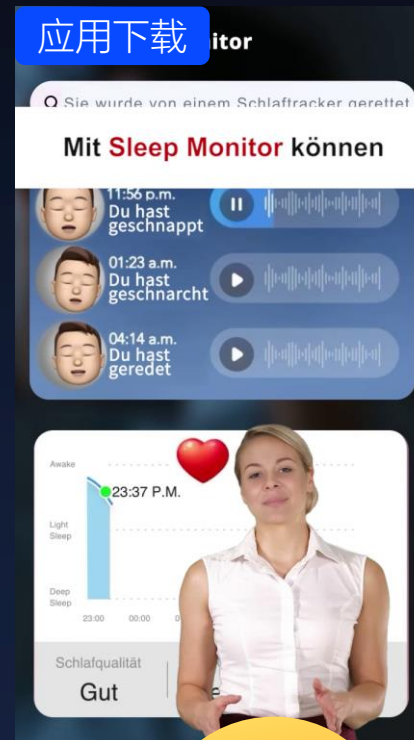 应用下载
itor
Sie wurde von einem Schlaftracker gerettet
Mit Sleep Monitor können
11:56 p.m.
Du hast
geschnappt
01:23 a.m.
Du hast
geschnarcht
04:14 a.m.
Du hast
geredet
Awake
23:37 P.M.
Light
Sleep
Deep
Sleep
23:00
00:00
0
Schlafqualität
Gut